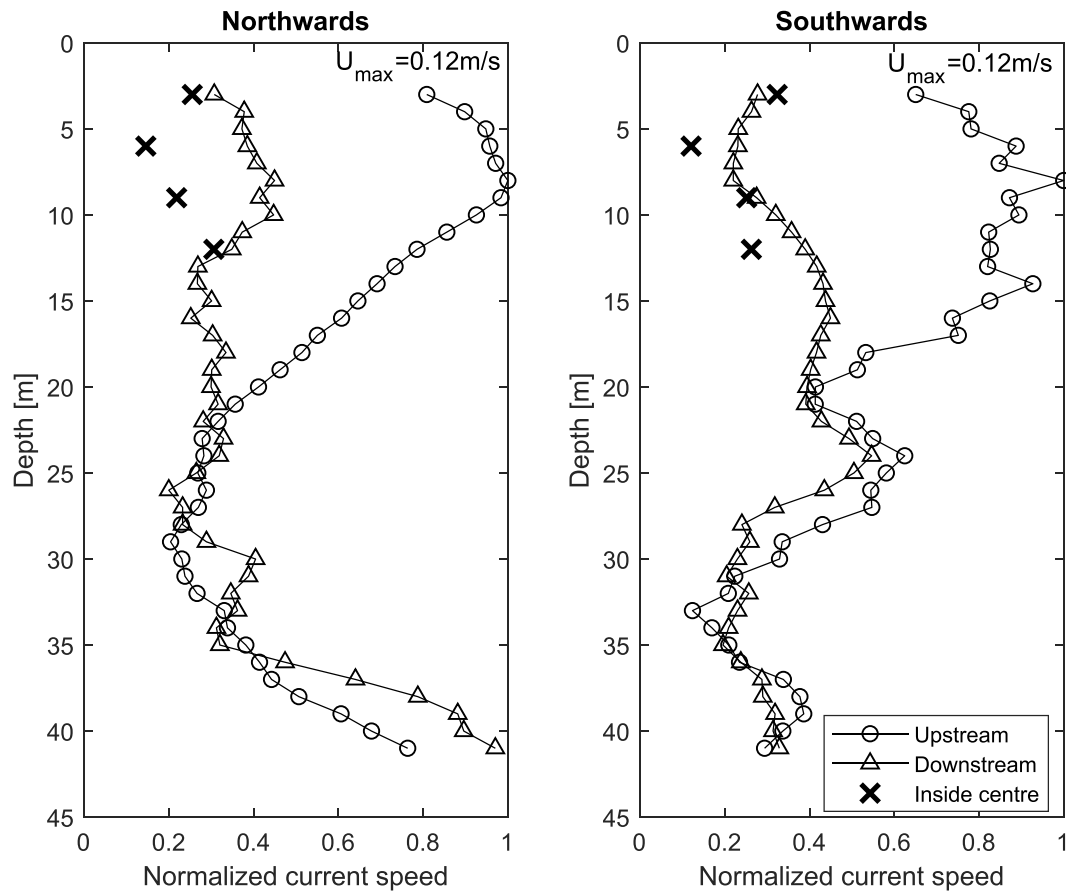 Northwards
U_max=0.12m/s
0
5
10
15
20
25
30
35
40
45
Depth [m]
0 0.2 0.4 0.6 0.8 1
Normalized current speed
Southwards
U_max=0.12m/s
0
5
10
15
20
25
30
35
40
45
Depth [m]
0 0.2 0.4 0.6 0.8 1
Normalized current speed
Upstream
Downstream
Inside centre